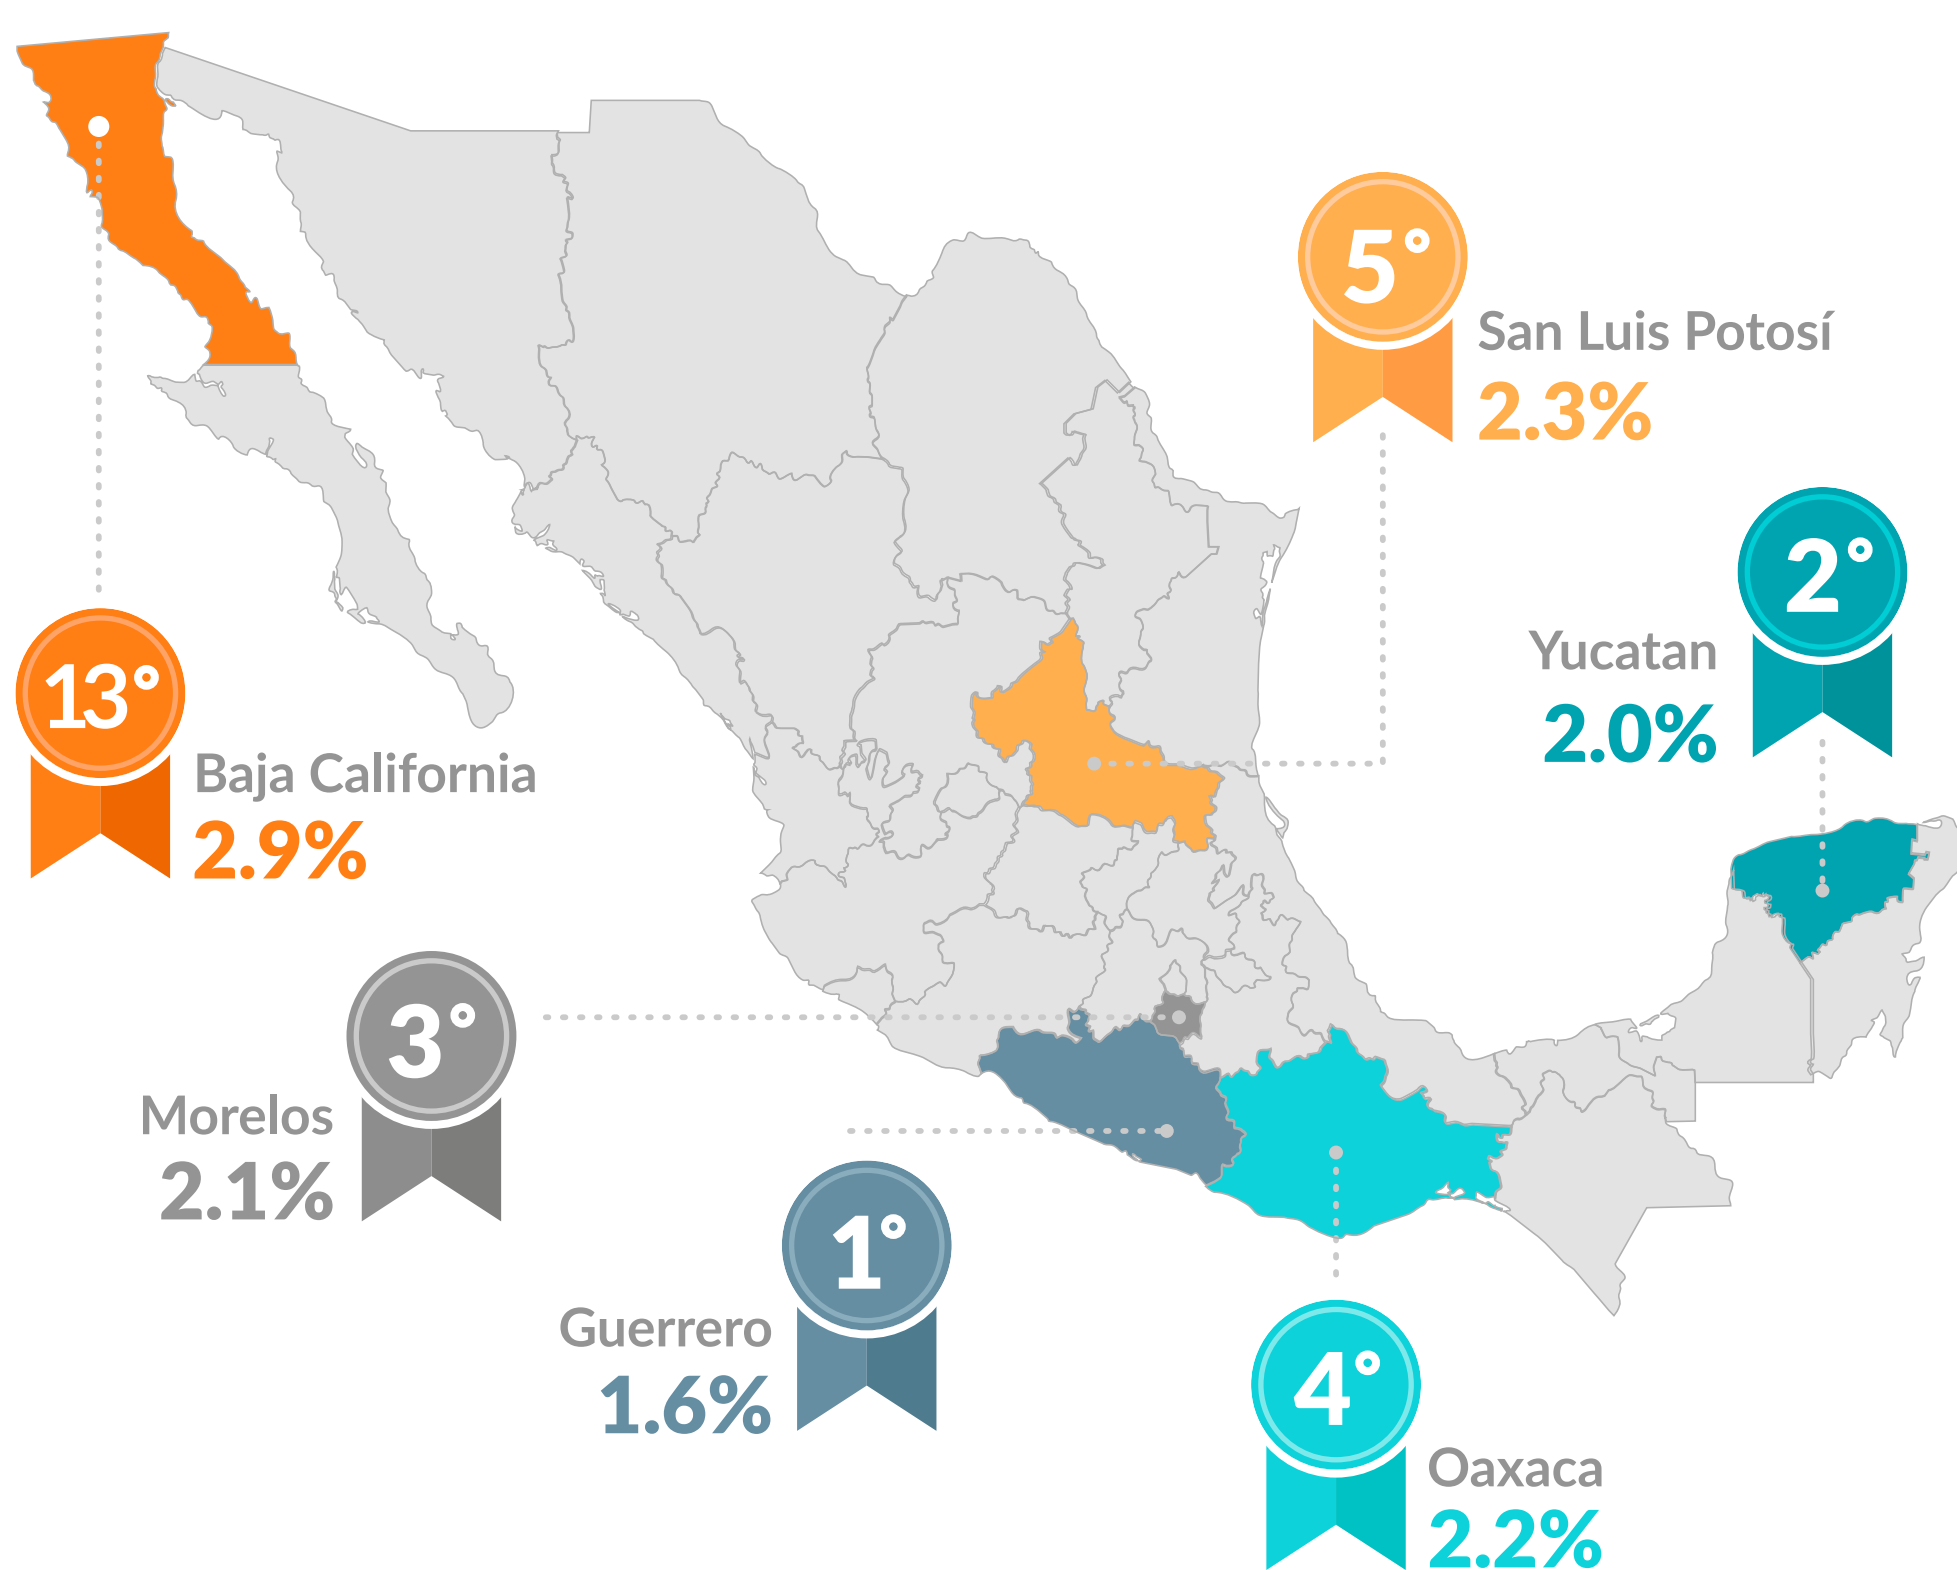 5°
San Luis Potosí
2.3%
2°
Yucatan
2.0%
13°
Baja California
2.9%
3°
Morelos
2.1%
1°
Guerrero
1.6%
4°
Oaxaca
2.2%